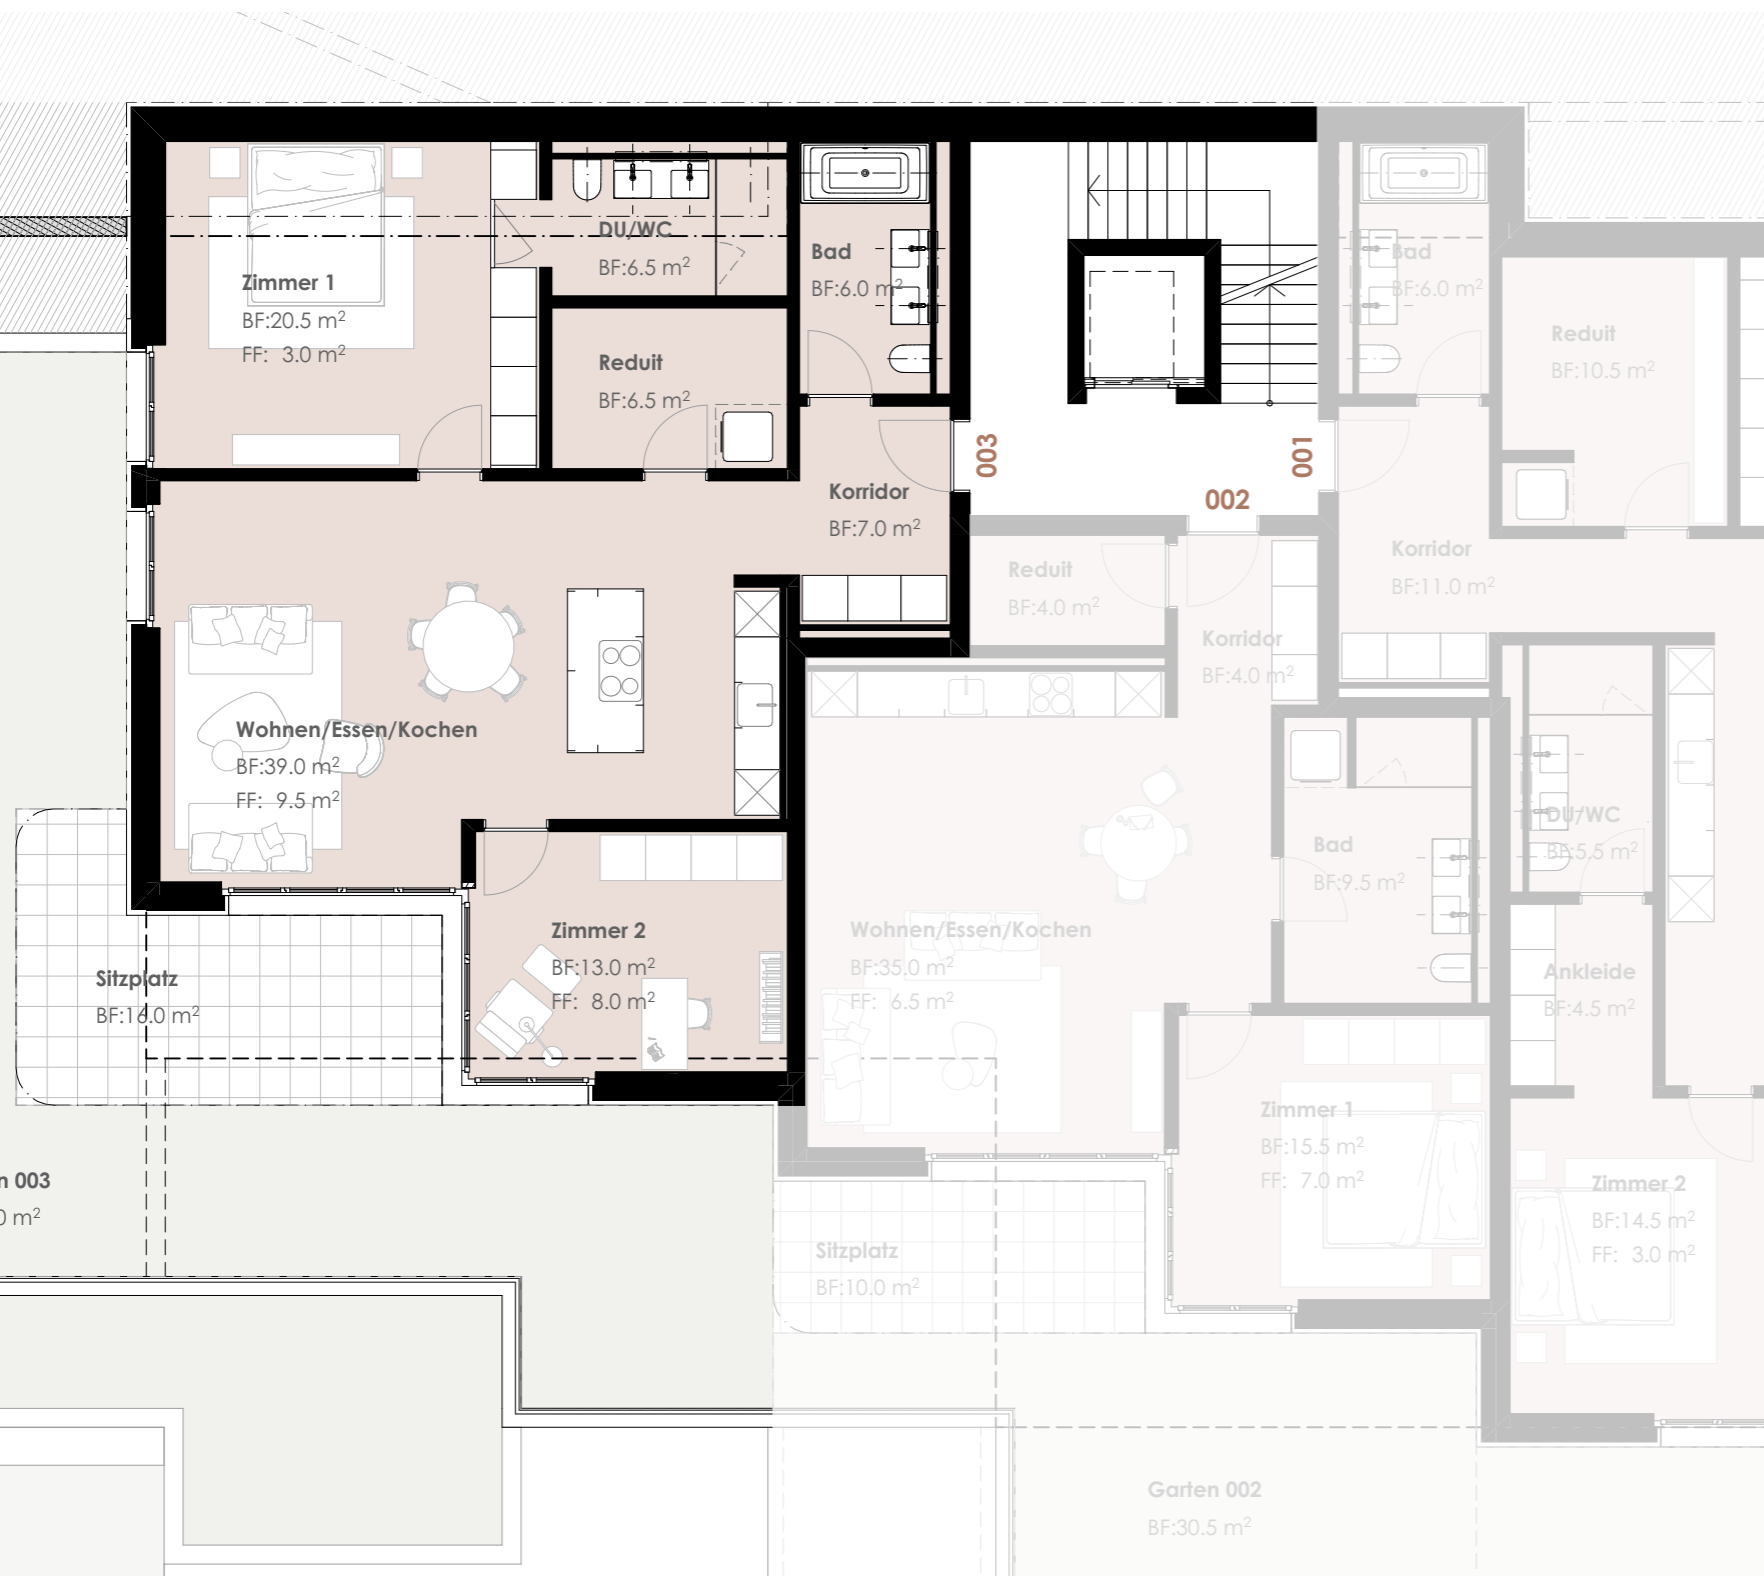 Zimmer 1
BF:20.5 m²
FF: 3.0 m²
DU/WC
BF:6.5 m²
Reduit
BF:6.5 m²
Bad
BF:6.0 m²
Korridor
BF:7.0 m²
003
002
001
Wohnen/Essen/Kochen
BF:39.0 m²
FF: 9.5 m²
Zimmer 2
BF:13.0 m²
FF: 8.0 m²
Sitzplatz
BF:16.0 m²
n 003
0 m²
Bad
BF:6.0 m²
Reduit
BF:10.5 m²
Korridor
BF:11.0 m²
Reduit
BF:4.0 m²
Korridor
BF:4.0 m²
Wohnen/Essen/Kochen
BF:35.0 m²
FF: 6.5 m²
Bad
BF:9.5 m²
DU/WC
BF:5.5 m²
Ankleide
BF:4.5 m²
Zimmer 1
BF:15.5 m²
FF: 7.0 m²
Zimmer 2
BF:14.5 m²
FF: 3.0 m²
Sitzplatz
BF:10.0 m²
Garten 002
BF:30.5 m²